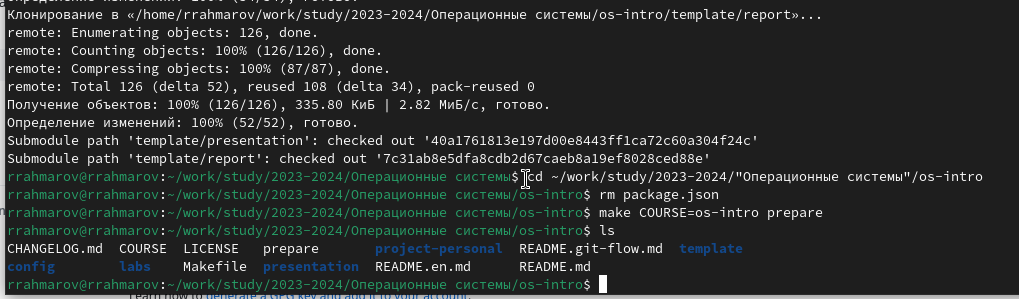 Клонирование в «/home/rrahmarov/work/study/2023-2024/Операционные системы/os-intro/template/report»...
remote: Enumerating objects: 126, done.
remote: Counting objects: 100% (126/126), done.
remote: Compressing objects: 100% (87/87), done.
remote: Total 126 (delta 52), reused 108 (delta 34), pack-reused 0
Получение объектов: 100% (126/126), 335.80 КиБ | 2.82 МиБ/с, готово.
Определение изменений: 100% (52/52), готово.
Submodule path 'template/presentation': checked out '40a1761813e197d00e8443ff1ca72c60a304f24c'
Submodule path 'template/report': checked out '7c31ab8e5dfa8cdb2d67caeb8a19ef8028ced88e'
rrahmarov@rrahmarov:~/work/study/2023-2024/Операционные системы$ cd ~/work/study/2023-2024/"Операционные системы"/os-intro
rrahmarov@rrahmarov:~/work/study/2023-2024/Операционные системы/os-intro$ rm package.json
rrahmarov@rrahmarov:~/work/study/2023-2024/Операционные системы/os-intro$ make COURSE=os-intro prepare
rrahmarov@rrahmarov:~/work/study/2023-2024/Операционные системы/os-intro$ ls
CHANGELOG.md COURSE LICENSE prepare project-personal README.git-flow.md template
config labs Makefile presentation README.en.md README.md
rrahmarov@rrahmarov:~/work/study/2023-2024/Операционные системы/os-intro$